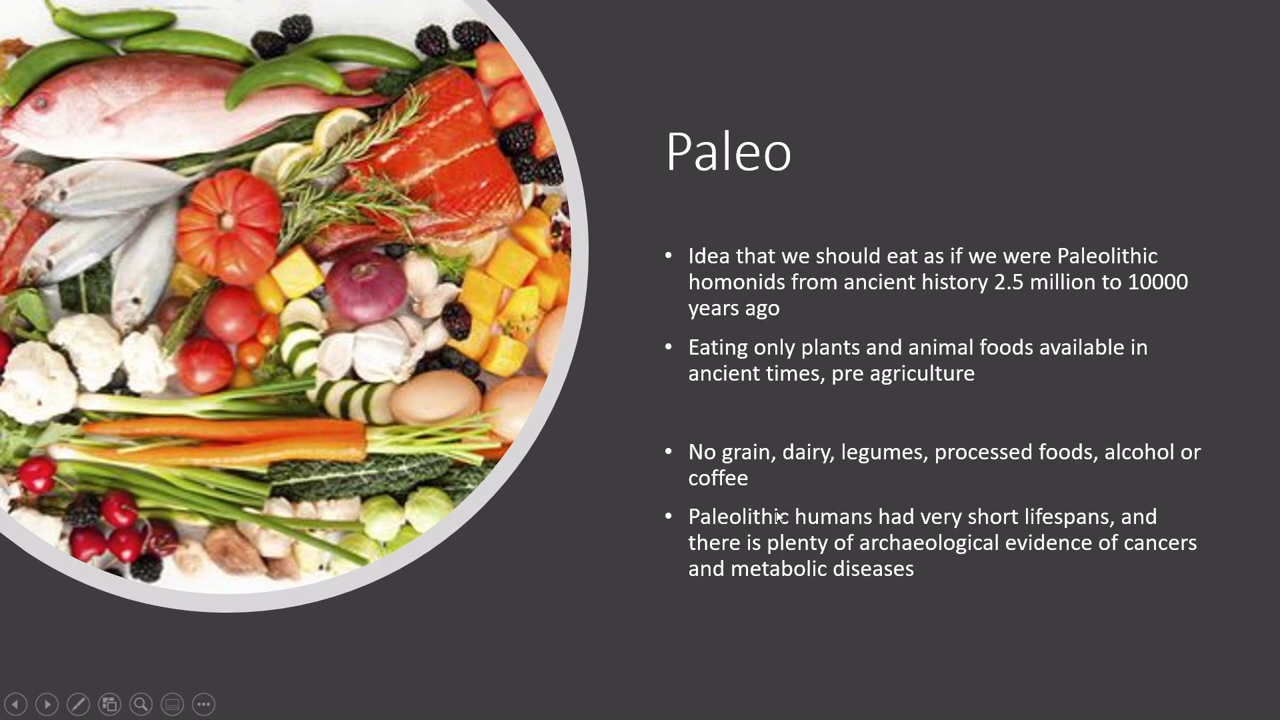 Paleo
• Idea that we should eat as if we were Paleolithic
homonids from ancient history 2.5 million to 10000
years ago
• Eating only plants and animal foods available in
ancient times, pre agriculture
• No grain, dairy, legumes, processed foods, alcohol or
coffee
• Paleolithic humans had very short lifespans, and
there is plenty of archaeological evidence of cancers
and metabolic diseases